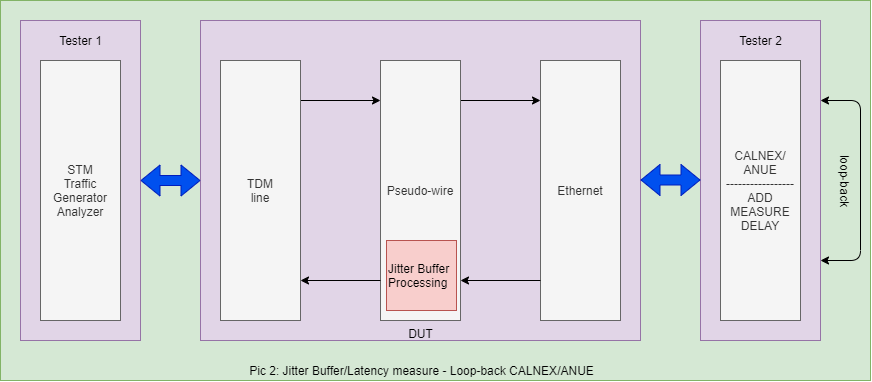 Tester 1
STM
Traffic
Generator
Analyzer
TDM
line
Pseudo-wire
Jitter Buffer
Processing
Ethernet
DUT
Tester 2
CALNEX/
ANUE
------------------
ADD
MEASURE
DELAY
loop-back
Pic 2: Jitter Buffer/Latency measure - Loop-back CALNEX/ANUE